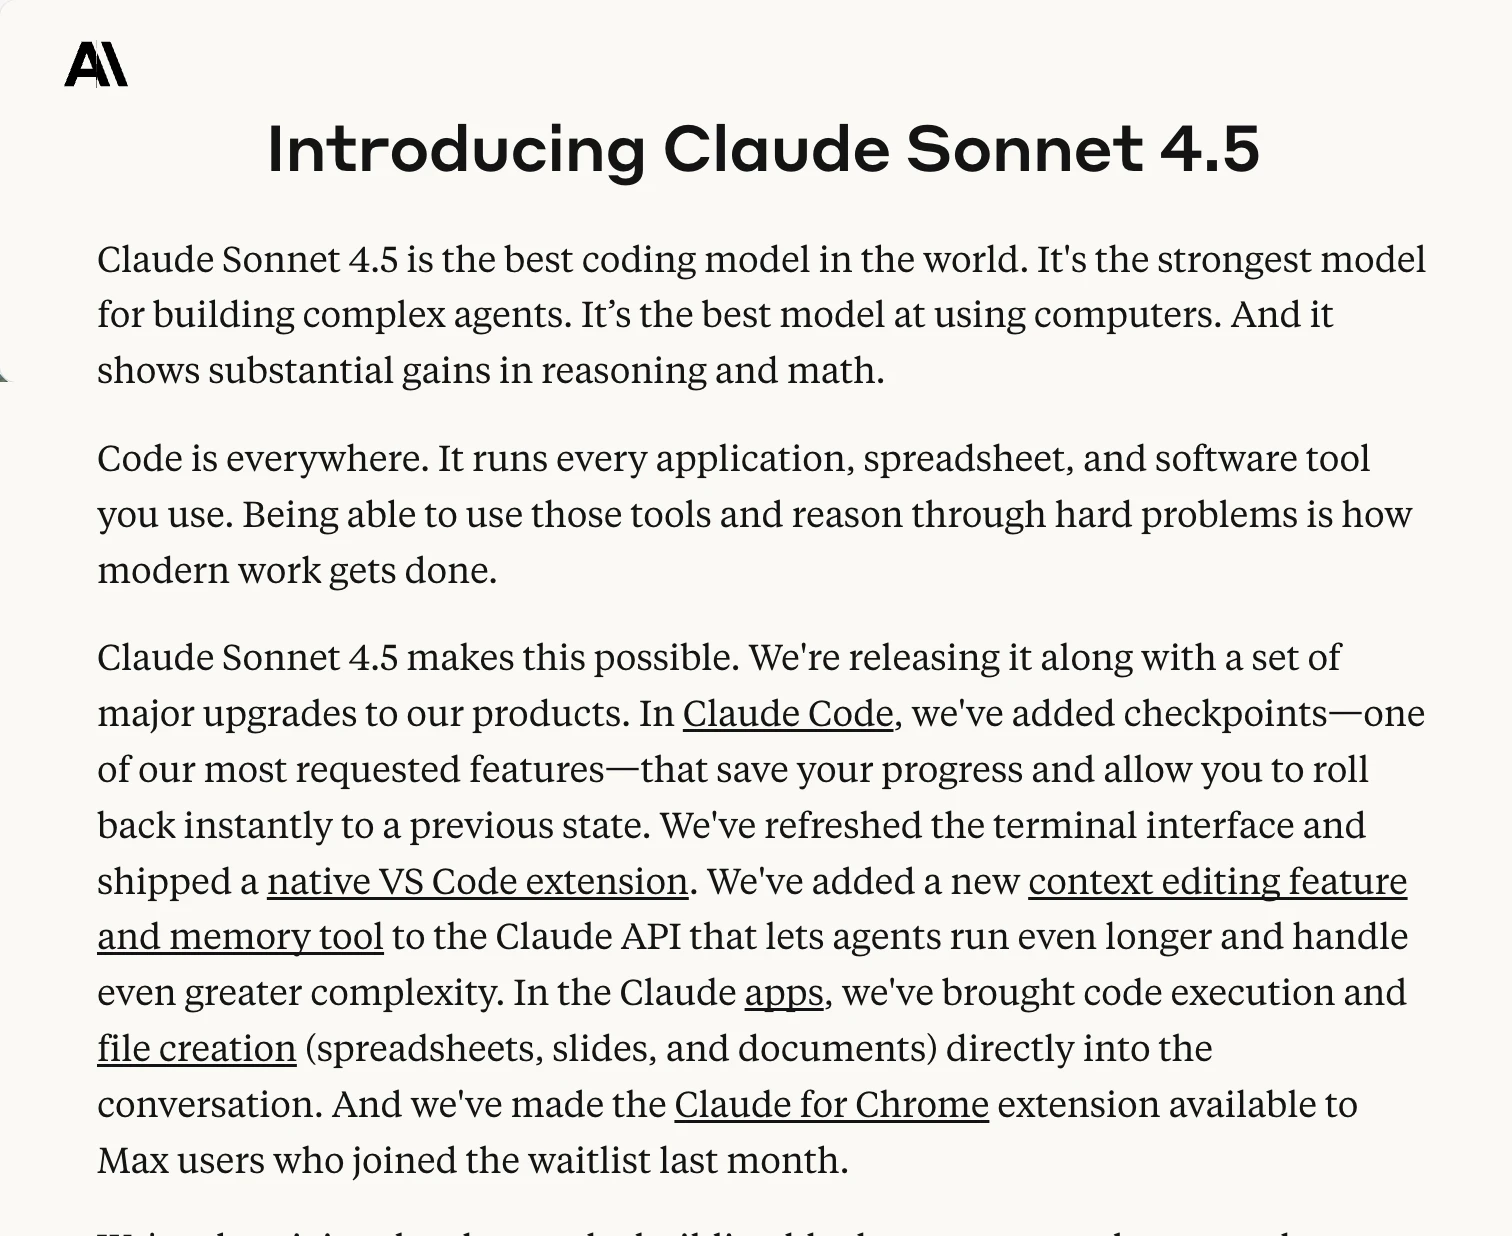 Introducing Claude Sonnet 4.5
Claude Sonnet 4.5 is the best coding model in the world. It's the strongest model
for building complex agents. It’s the best model at using computers. And it
shows substantial gains in reasoning and math.
Code is everywhere. It runs every application, spreadsheet, and software tool
you use. Being able to use those tools and reason through hard problems is how
modern work gets done.
Claude Sonnet 4.5 makes this possible. We're releasing it along with a set of
major upgrades to our products. In Claude Code, we've added checkpoints—one
of our most requested features—that save your progress and allow you to roll
back instantly to a previous state. We've refreshed the terminal interface and
shipped a native VS Code extension. We've added a new context editing feature
and memory tool to the Claude API that lets agents run even longer and handle
even greater complexity. In the Claude apps, we've brought code execution and
file creation (spreadsheets, slides, and documents) directly into the
conversation. And we've made the Claude for Chrome extension available to
Max users who joined the waitlist last month.